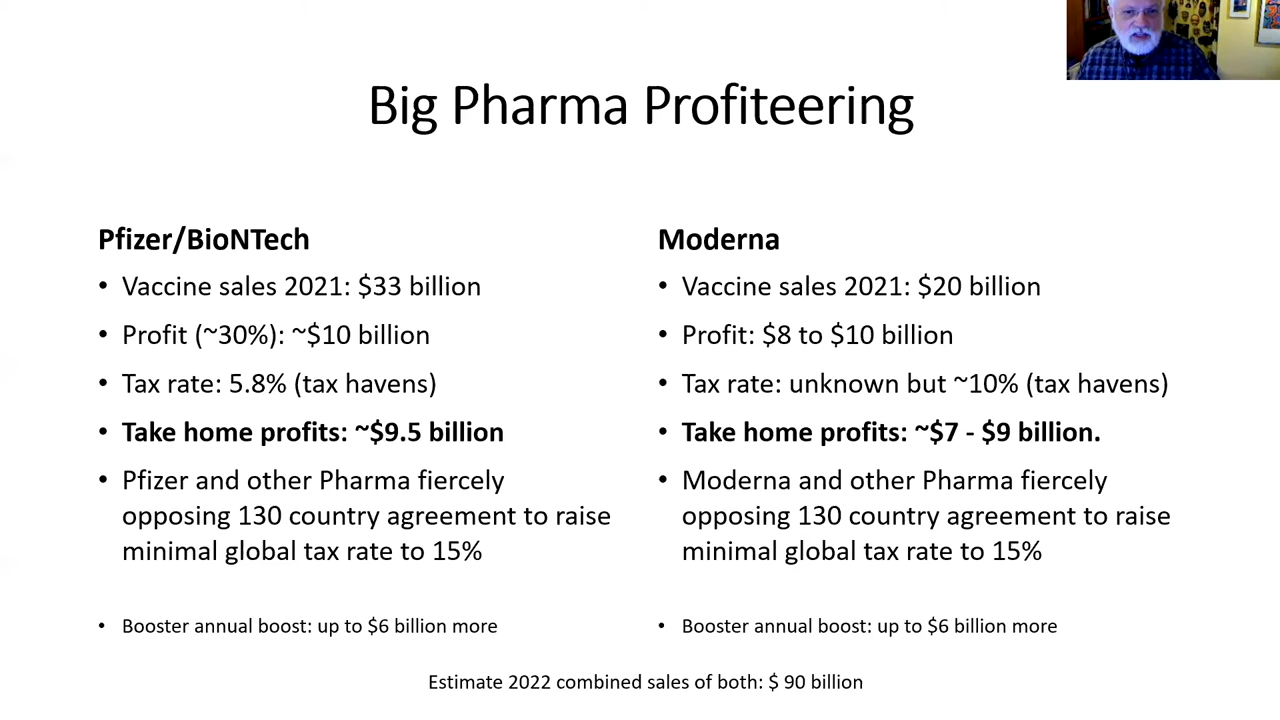 Big Pharma Profiteering
Pfizer/BioNTech
• Vaccine sales 2021: $33 billion
• Profit (~30%): ~$10 billion
• Tax rate: 5.8% (tax havens)
• Take home profits: ~$9.5 billion
• Pfizer and other Pharma fiercely
opposing 130 country agreement to raise
minimal global tax rate to 15%
• Booster annual boost: up to $6 billion more
Moderna
• Vaccine sales 2021: $20 billion
• Profit: $8 to $10 billion
• Tax rate: unknown but ~10% (tax havens)
• Take home profits: ~$7 - $9 billion.
• Moderna and other Pharma fiercely
opposing 130 country agreement to raise
minimal global tax rate to 15%
• Booster annual boost: up to $6 billion more
Estimate 2022 combined sales of both: $ 90 billion